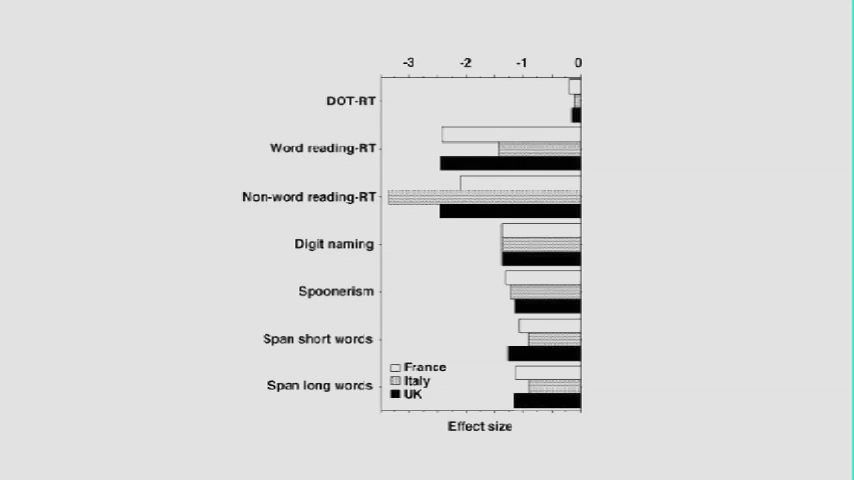 -3 -2 -1 0
DOT-RT
Word reading-RT
Non-word reading-RT
Digit naming
Spoonerism
Span short words
Span long words
France
Italy
UK
Effect size